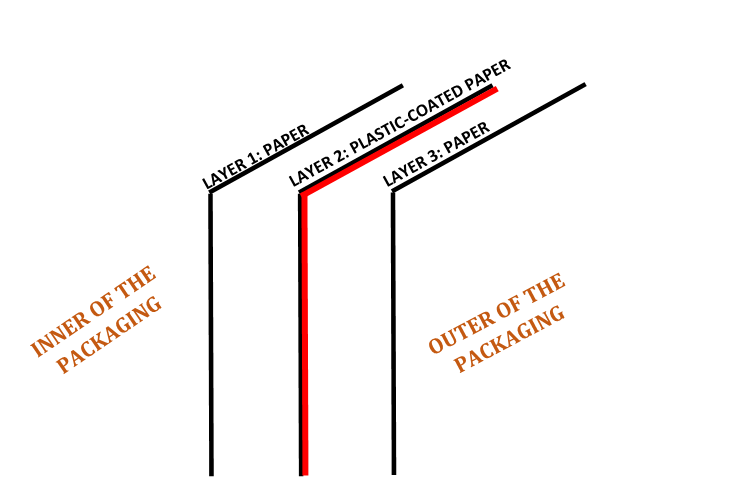 LAYER 1: PAPER
LAYER 2: PLASTIC-COATED PAPER
LAYER 3: PAPER
INNER OF THE
PACKAGING
OUTER OF THE
PACKAGING